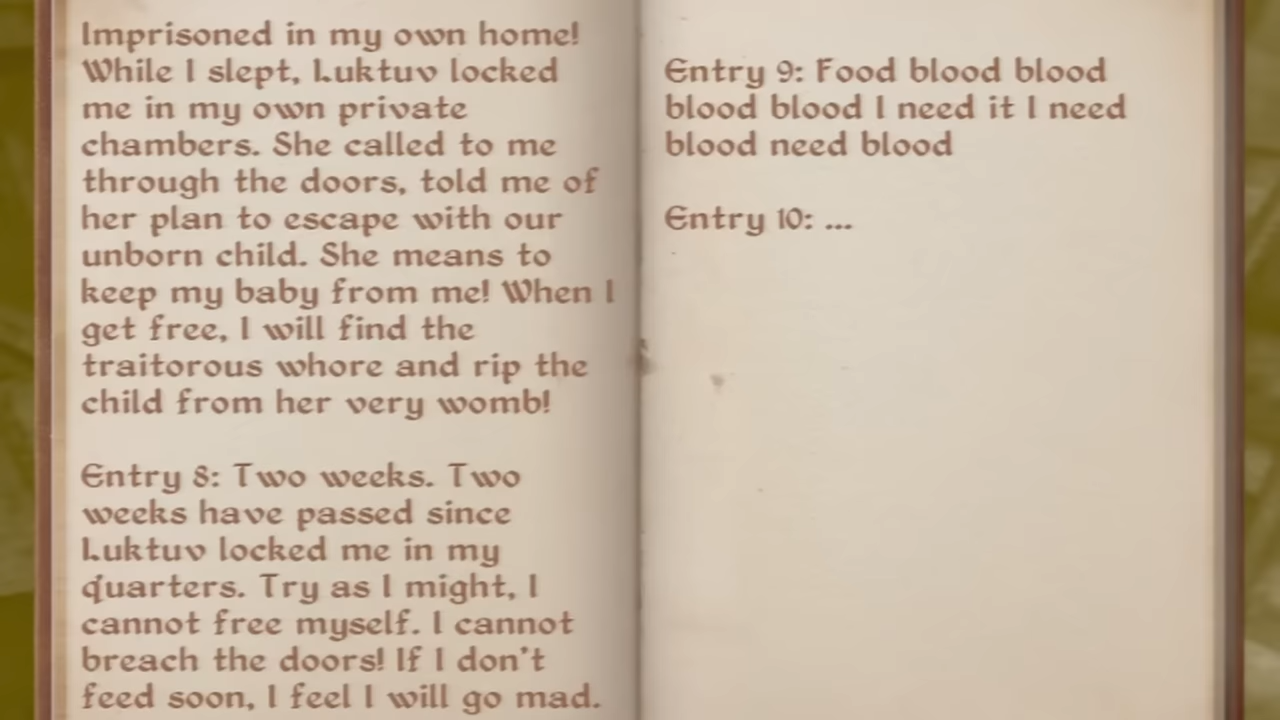 Imprisoned in my own home!
While I slept, Luktuv locked
me in my own private
chambers. She called to me
through the doors, told me of
her plan to escape with our
unborn child. She means to
keep my baby from me! When I
get free, I will find the
traitorous whore and rip the
child from her very womb!
Entry 8: Two weeks. Two
weeks have passed since
Luktuv locked me in my
quarters. Try as I might, I
cannot free myself. I cannot
breach the doors! If I don't
feed soon, I feel I will go mad.
Entry 9: Food blood blood
blood blood I need it I need
blood need blood
Entry 10: ...